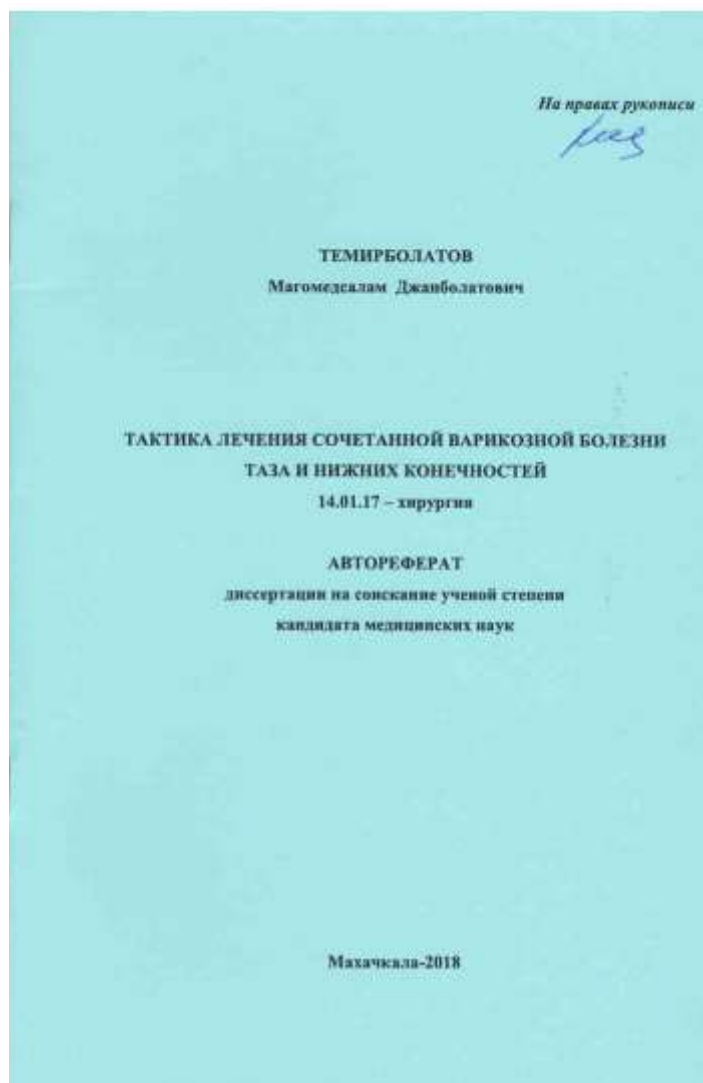 На правах рукописи
ТЕМИРБОЛАТОВ
Магомедсалам Джанболатович
ТАКТИКА ЛЕЧЕНИЯ СОЧЕТАННОЙ ВАРИКОЗНОЙ БОЛЕЗНИ
ТАЗА И НИЖНИХ КОНЕЧНОСТЕЙ
14.01.17 – хирургия
АВТОРЕФЕРАТ
диссертации на соискание ученой степени
кандидата медицинских наук
Махачкала-2018